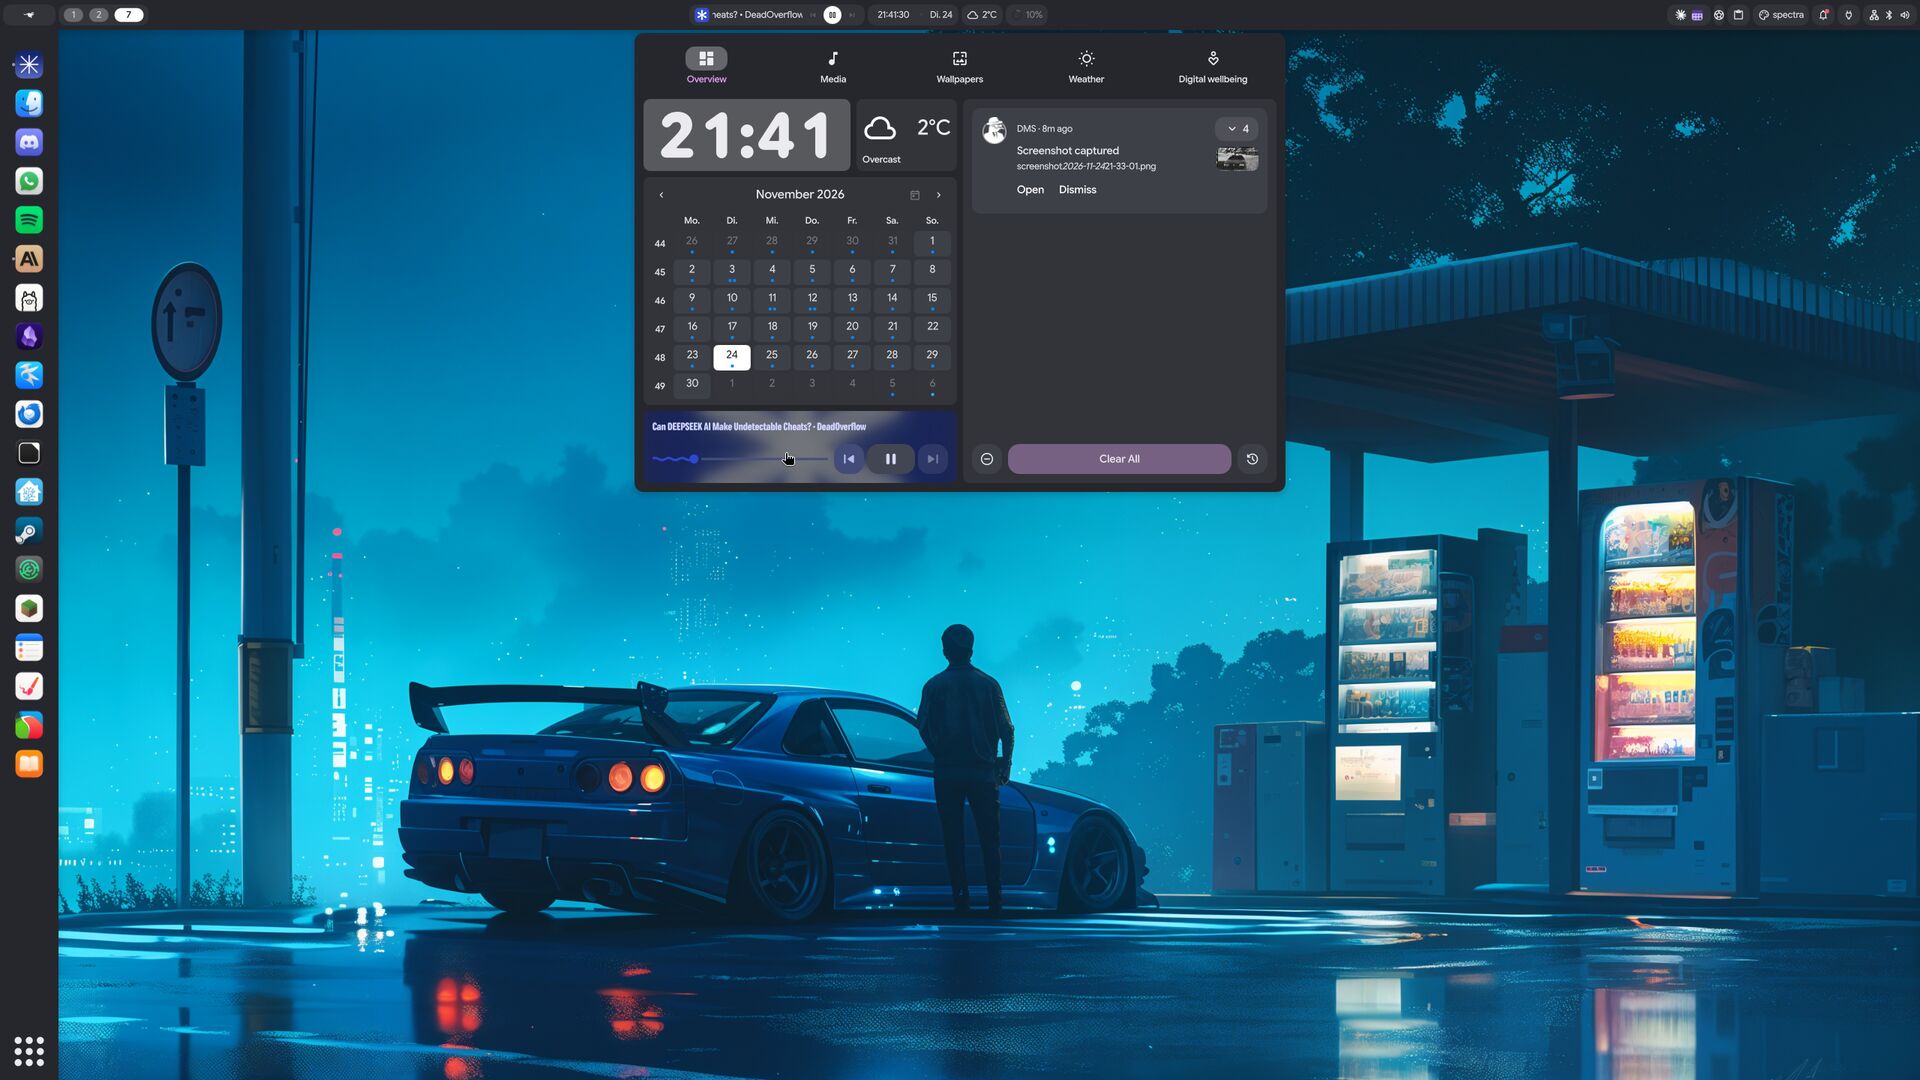 1 2 7
heats? • DeadOverflow
21:41:30 Di. 24 2°C 10%
spectra
Overview Media Wallpapers Weather Digital wellbeing
21:41
2°C
Overcast
November 2026
Mo. Di. Mi. Do. Fr. Sa. So.
44 26 27 28 29 30 31 1
45 2 3 4 5 6 7 8
46 9 10 11 12 13 14 15
47 16 17 18 19 20 21 22
48 23 24 25 26 27 28 29
49 30 1 2 3 4 5 6
Can DEEPSEEK AI Make Undetectable Cheats? • DeadOverflow
DMS · 8m ago
4
Screenshot captured
screenshot2026-11-2421-33-01.png
Open Dismiss
Clear All